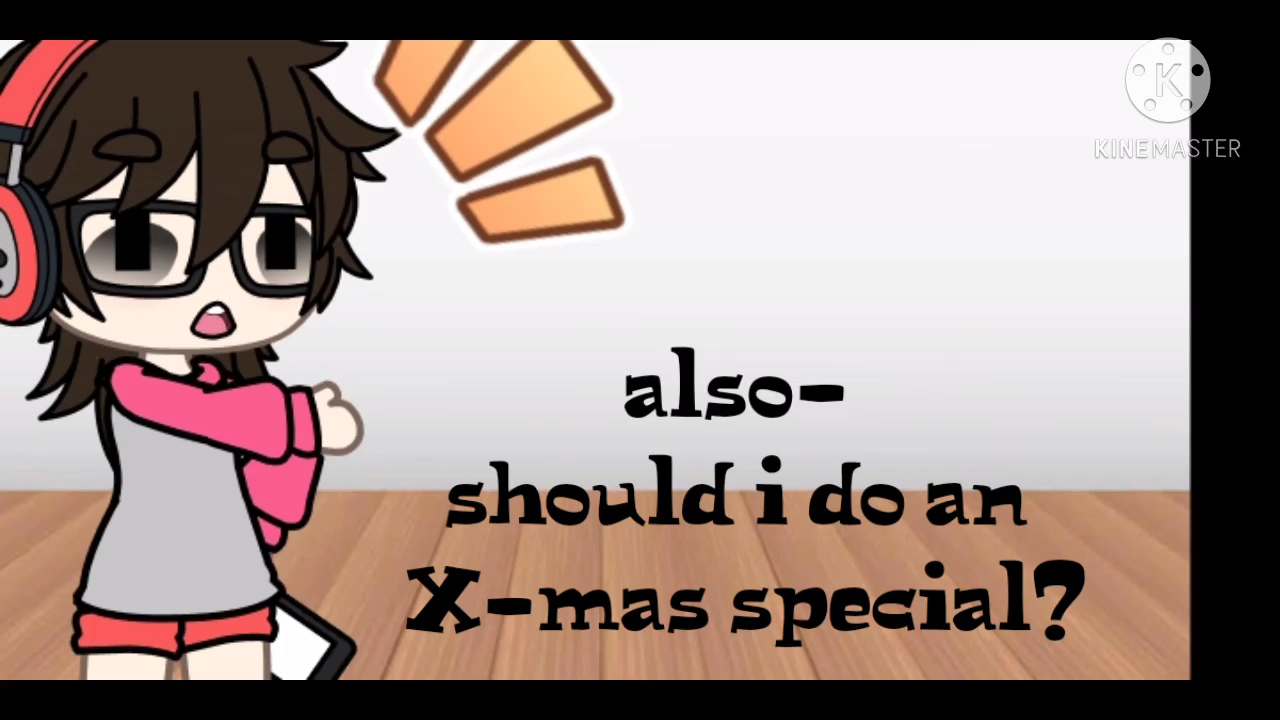 K
KINEMASTER
also-
should i do an
X-mas special?